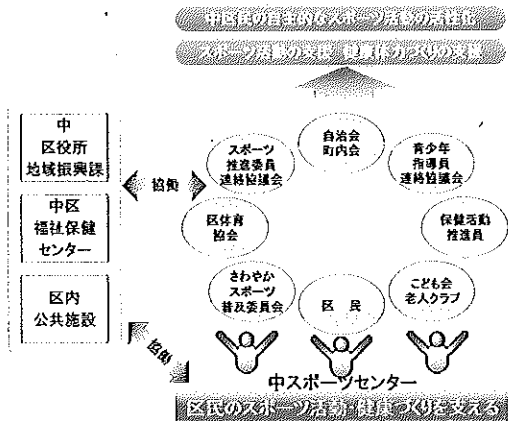 中区民の自主的なスポーツ活動の活性化
スポーツ活動の支援 健康体力づくりの支援
中
区役所
地域振興課
中区
福祉保健
センター
区内
公共施設
協働
協働
自治会
町内会
スポーツ
推進委員
連絡協議会
青少年
指導員
連絡協議会
区体育
協会
保健活動
推進員
さわやか
スポーツ
普及委員会
区民
こども会
老人クラブ
中スポーツセンター
区民のスポーツ活動・健康づくりを支える